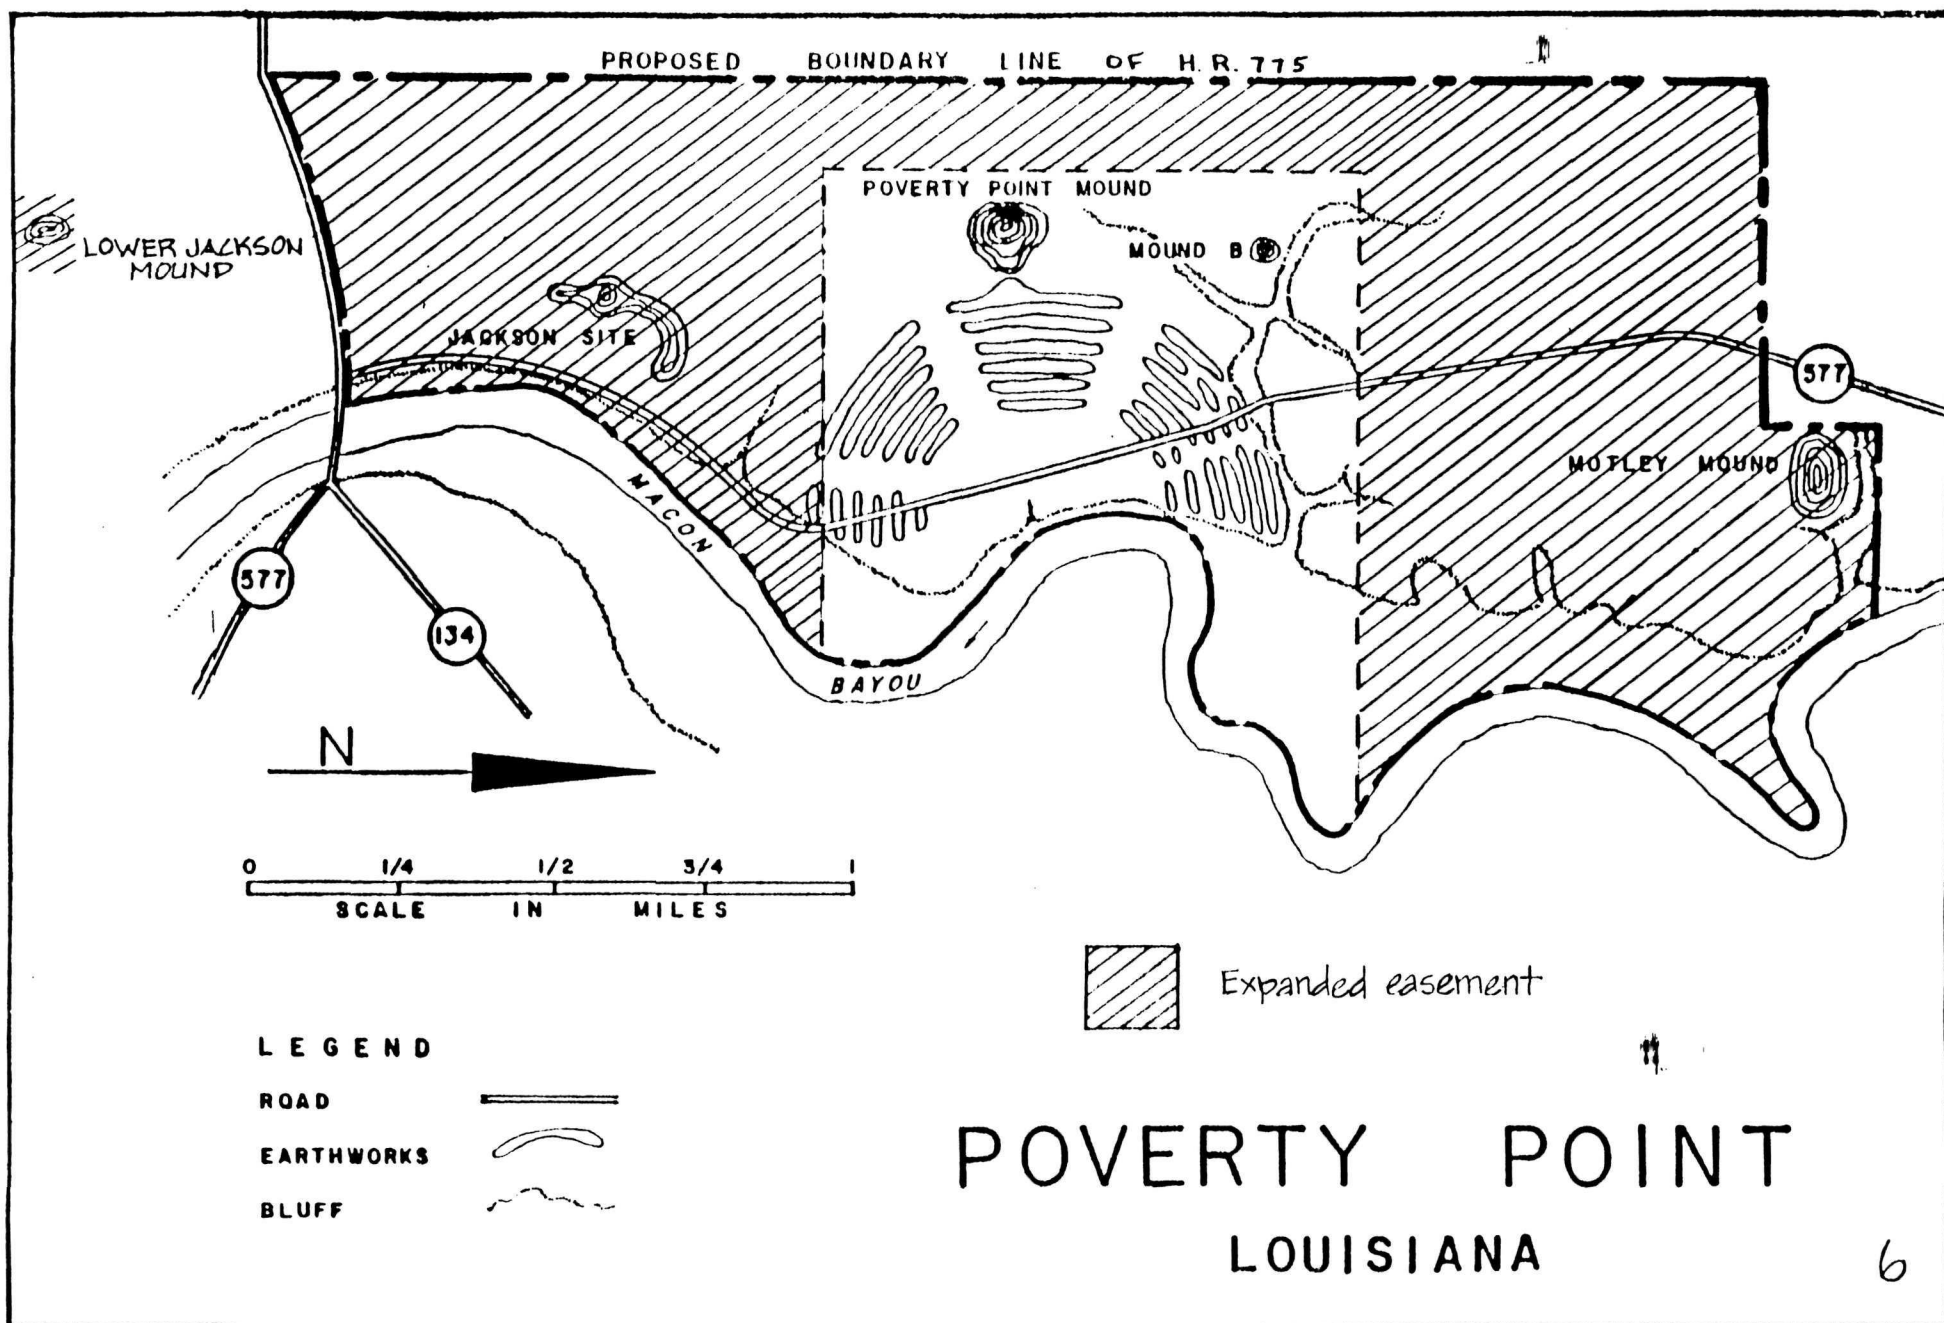 PROPOSED BOUNDARY LINE OF H.R. 775
POVERTY POINT MOUND
LOWER JACKSON
MOUND
MOUND B
JACKSON SITE
577
MOTLEY MOUND
MACON
577
134
BAYOU
N
0 1/4 1/2 3/4 1
SCALE IN MILES
Expanded easement
LEGEND
ROAD
EARTHWORKS
BLUFF
POVERTY POINT
LOUISIANA
6